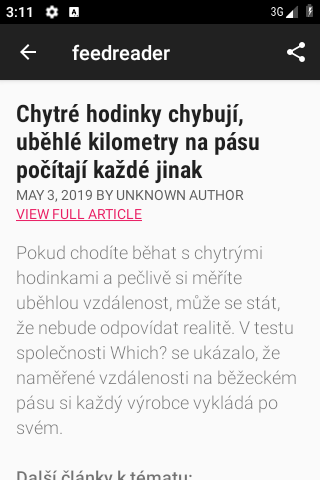 3:11
3G
feedreader
Chytré hodinky chybují,
uběhlé kilometry na pásu
počítají každé jinak
MAY 3, 2019 BY UNKNOWN AUTHOR
VIEW FULL ARTICLE
Pokud chodíte běhat s chytrými
hodinkami a pečlivě si měříte
uběhlou vzdálenost, může se stát,
že nebude odpovídat realitě. V testu
společnosti Which? se ukázalo, že
naměřené vzdálenosti na běžeckém
pásu si každý výrobce vykládá po
svém.
Další články k tématu: